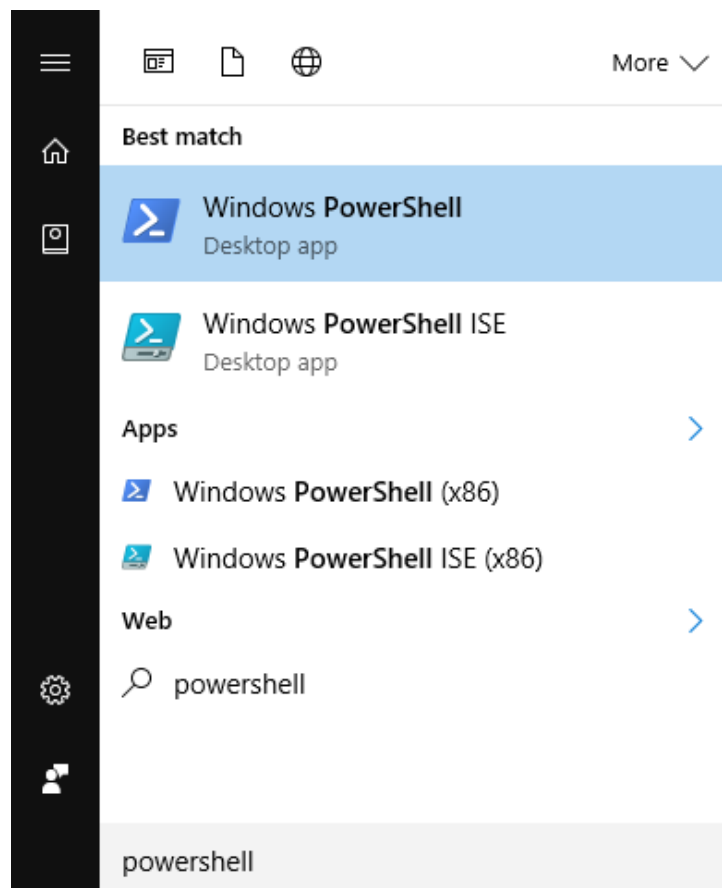 More
Best match
Windows PowerShell
Desktop app
Windows PowerShell ISE
Desktop app
Apps
Windows PowerShell (x86)
Windows PowerShell ISE (x86)
Web
powershell
powershell